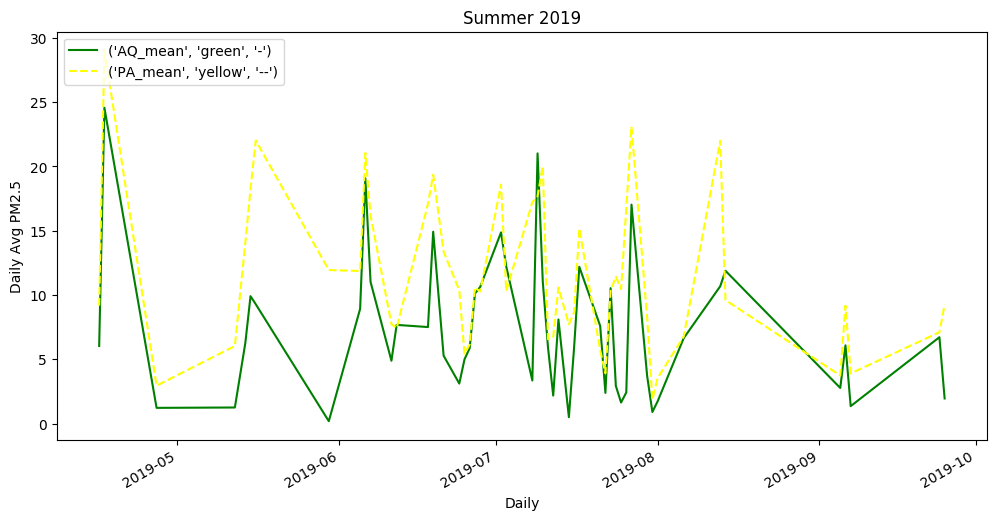 Summer 2019
('AQ_mean', 'green', '-')
('PA_mean', 'yellow', '--')
Daily Avg PM2.5
30
25
20
15
10
5
0
2019-05
2019-06
2019-07
2019-08
2019-09
2019-10
Daily